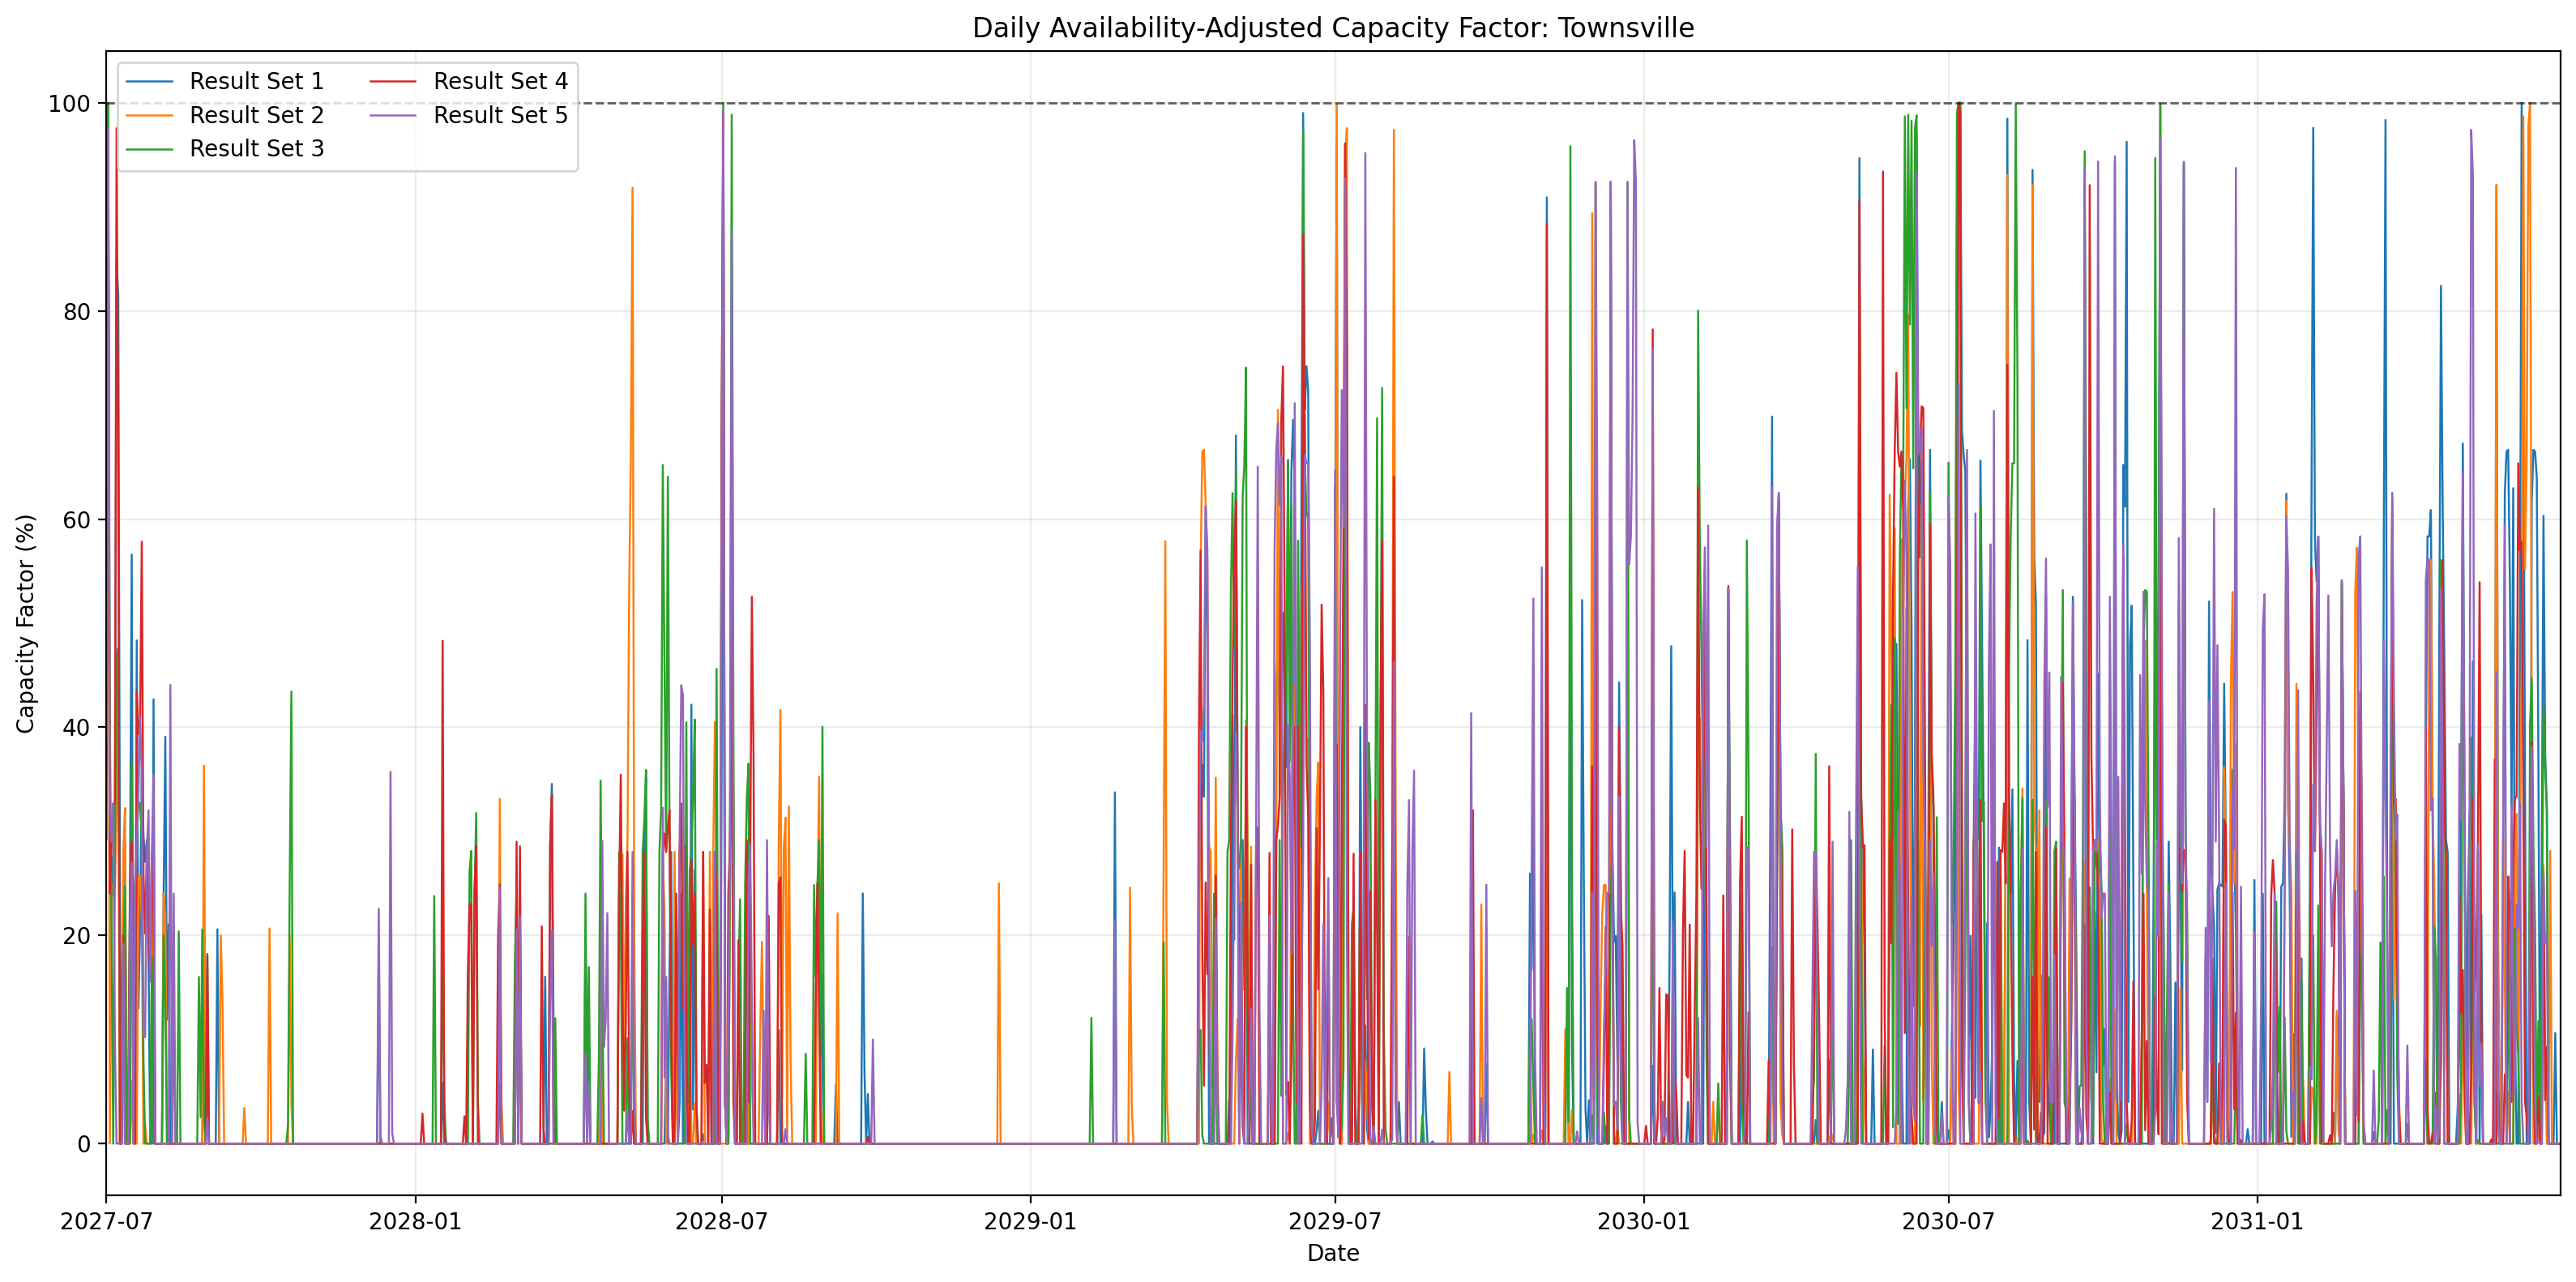 Daily Availability-Adjusted Capacity Factor: Townsville
Result Set 1
Result Set 2
Result Set 3
Result Set 4
Result Set 5
100
80
60
40
20
0
Capacity Factor (%)
2027-07
2028-01
2028-07
2029-01
2029-07
2030-01
2030-07
2031-01
Date